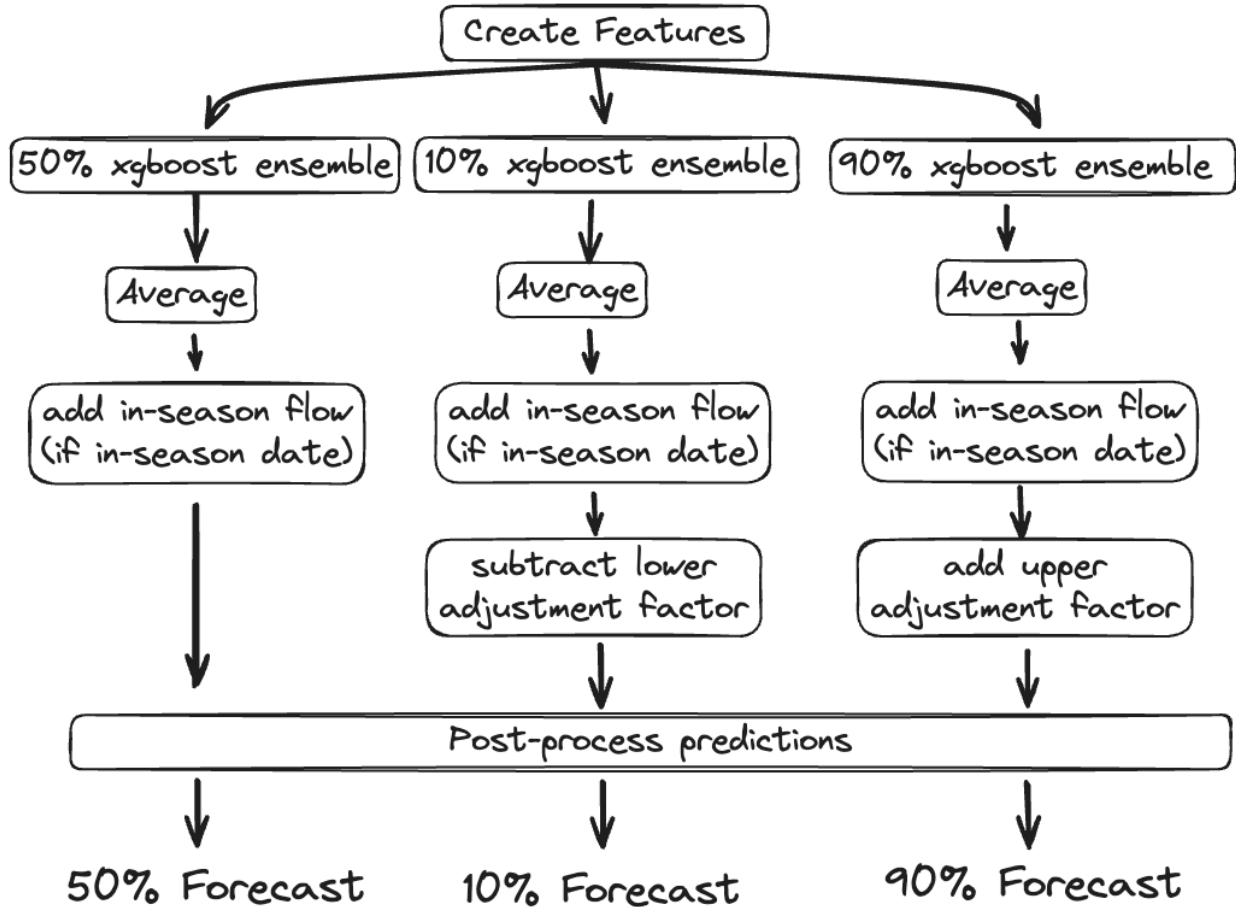 Create Features
50% xgboost ensemble
10% xgboost ensemble
90% xgboost ensemble
Average
Average
Average
add in-season flow
(if in-season date)
add in-season flow
(if in-season date)
add in-season flow
(if in-season date)
subtract lower
adjustment factor
add upper
adjustment factor
Post-process predictions
50% Forecast
10% Forecast
90% Forecast